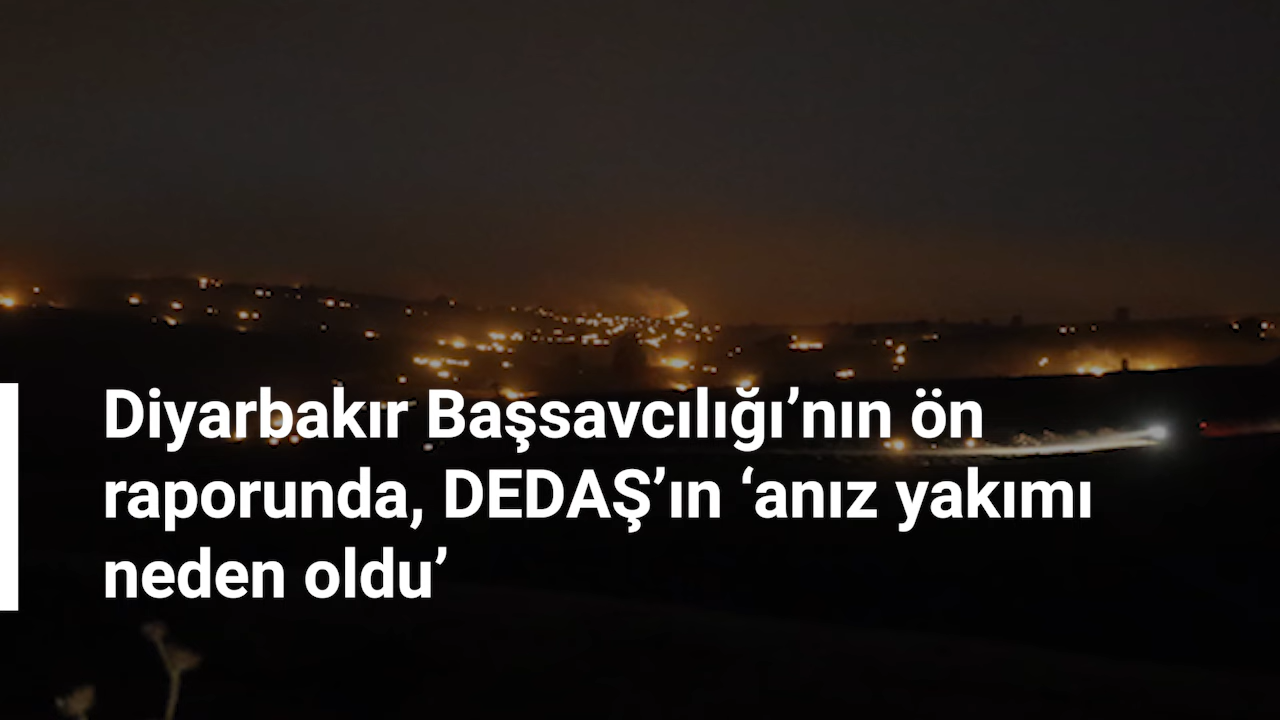 Diyarbakır Başsavcılığı’nın ön
raporunda, DEDAŞ’ın ‘anız yakımı
neden oldu’